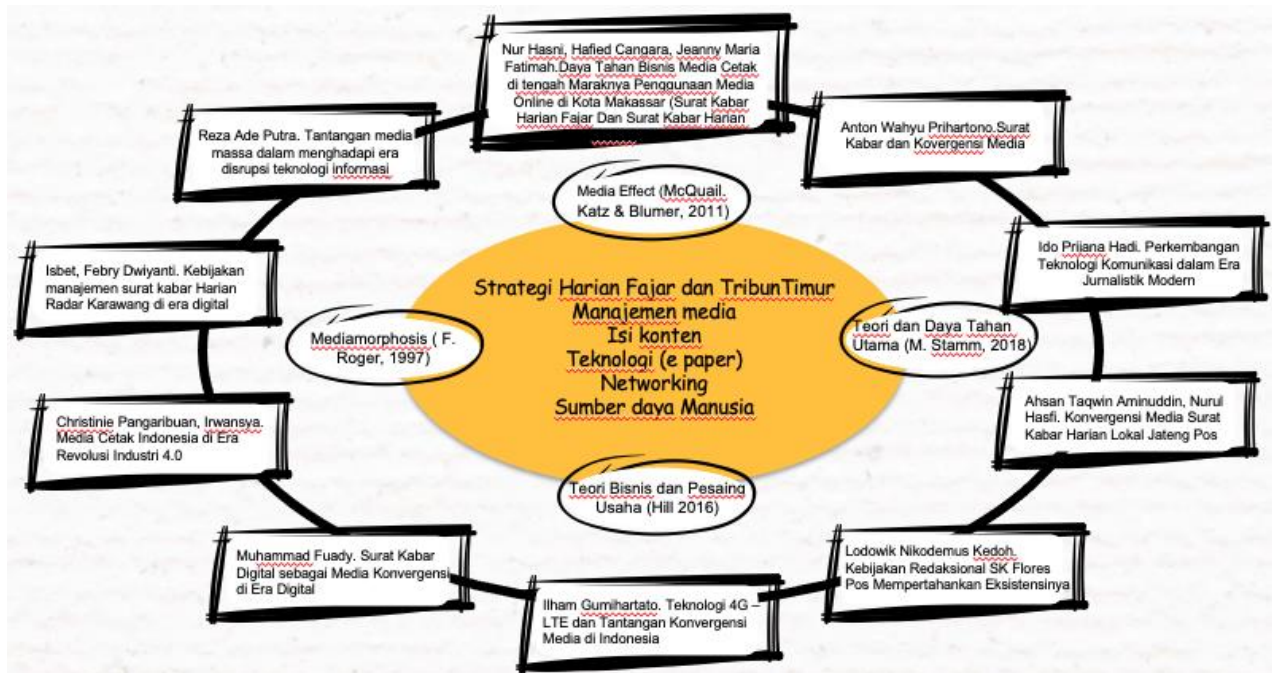 Nur Hasni, Hafied Cangara, Jeanny Maria
Fatimah.Daya Tahan Bisnis Media Cetak
di tengah Maraknya Penggunaan Media
Online di Kota Makassar (Surat Kabar
Harian Fajar Dan Surat Kabar Harian
Reza Ade Putra. Tantangan media
massa dalam menghadapi era
disrupsi teknologi informasi
Anton Wahyu Prihartono.Surat
Kabar dan Kovergensi Media
Media Effect (McQuail.
Katz & Blumer, 2011)
Isbet, Febry Dwiyanti. Kebijakan
manajemen surat kabar Harian
Radar Karawang di era digital
Ido Prijana Hadi. Perkembangan
Teknologi Komunikasi dalam Era
Jurnalistik Modern
Strategi Harian Fajar dan TribunTimur
Manajemen media
Isi konten
Teknologi (e paper)
Networking
Sumber daya Manusia
Mediamorphosis ( F.
Roger, 1997)
Teori dan Daya Tahan
Utama (M. Stamm, 2018)
Christinie Pangaribuan, Irwansya.
Media Cetak Indonesia di Era
Revolusi Industri 4.0
Ahsan Taqwin Aminuddin, Nurul
Hasfi. Konvergensi Media Surat
Kabar Harian Lokal Jateng Pos
Teori Bisnis dan Pesaing
Usaha (Hill 2016)
Muhammad Fuady. Surat Kabar
Digital sebagai Media Konvergensi
di Era Digital
Lodowik Nikodemus Kedoh.
Kebijakan Redaksional SK Flores
Pos Mempertahankan Eksistensinya
Ilham Gumihartato. Teknologi 4G –
LTE dan Tantangan Konvergensi
Media di Indonesia